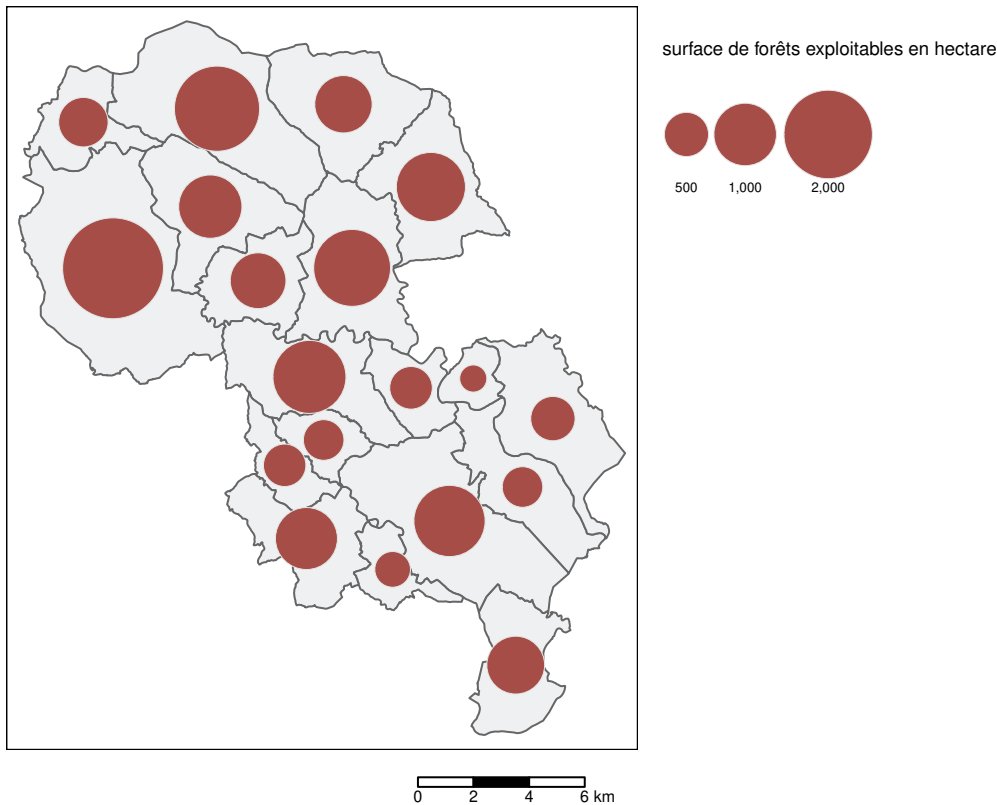 surface de forêts exploitables en hectare
500 1,000 2,000
0 2 4 6 km